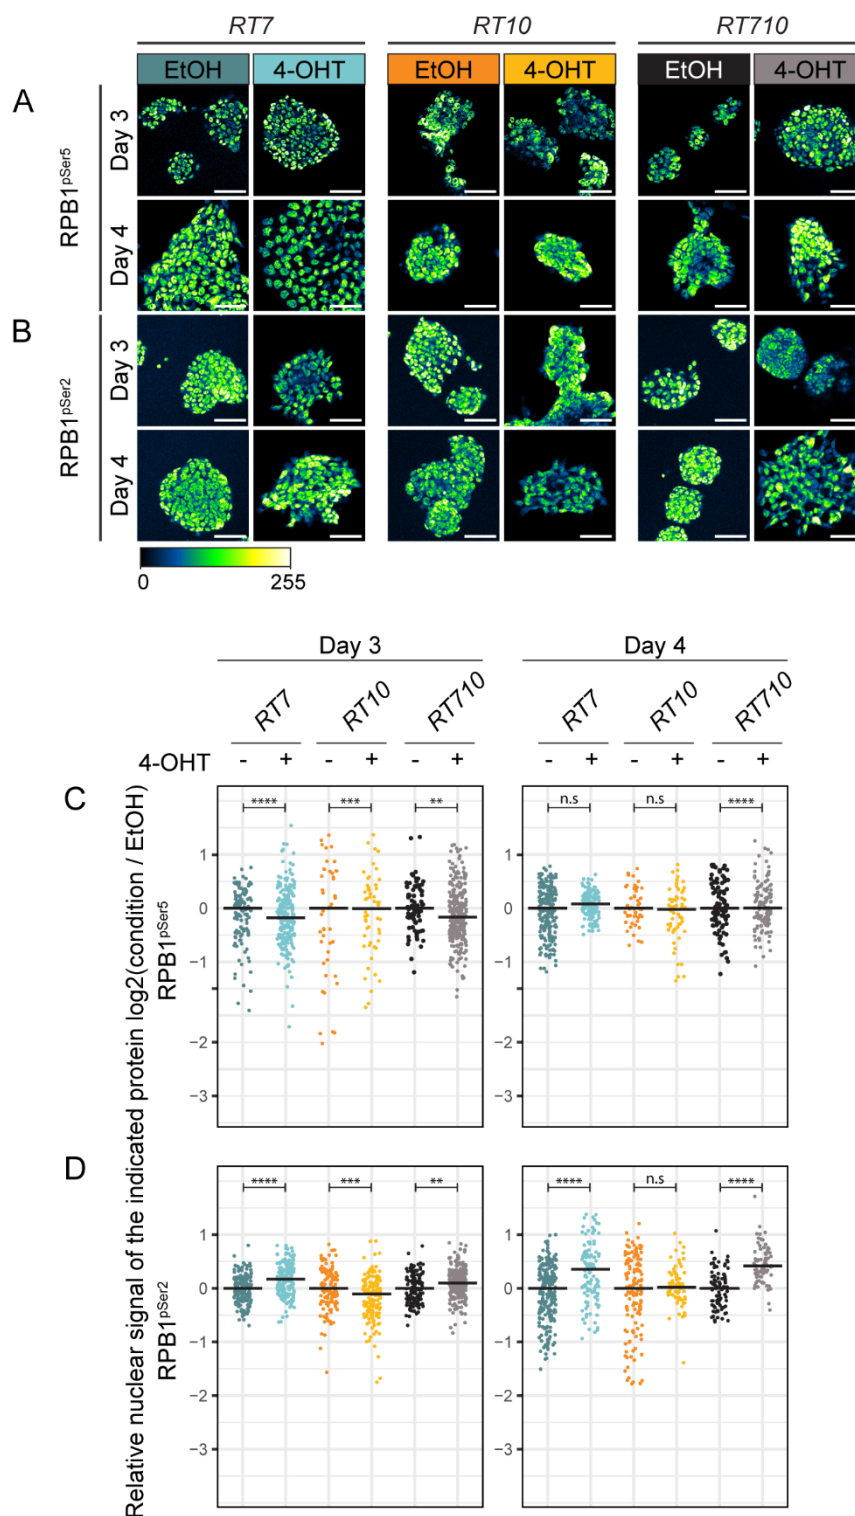 RT7 RT10 RT710
EtOH 4-OHT EtOH 4-OHT EtOH 4-OHT
A
RPB1pSer5
Day 3
Day 4
B
RPB1pSer2
Day 3
Day 4
0 255
Day 3 Day 4
RT7 RT10 RT710 RT7 RT10 RT710
4-OHT - + - + - + - + - + - +
Relative nuclear signal of the indicated protein log2(condition / EtOH)
C
RPB1pSer5
**** *** ** n.s n.s ****
1
0
−1
−2
−3
1
0
−1
−2
−3
D
RPB1pSer2
**** *** ** **** n.s ****
1
0
−1
−2
−3
1
0
−1
−2
−3